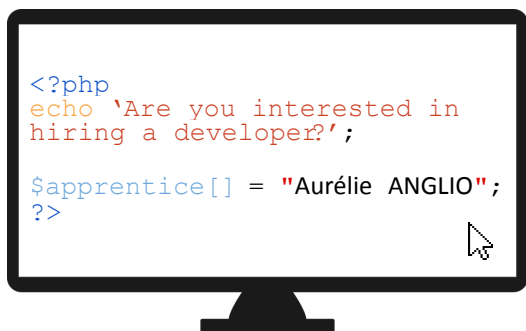 <?php
echo ‘Are you interested in
hiring a developer?’;
$apprentice[] = "Aurélie ANGLIO";
?>